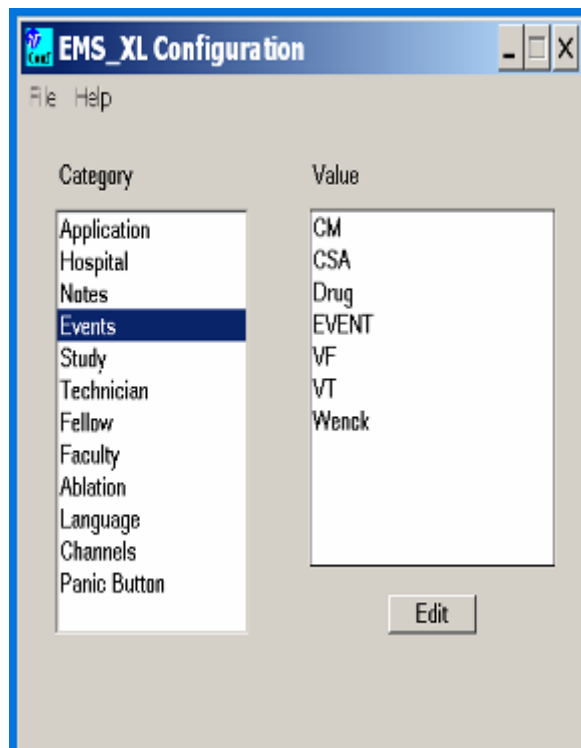 EMS_XL Configuration
File Help
Category
Application
Hospital
Notes
Events
Study
Technician
Fellow
Faculty
Ablation
Language
Channels
Panic Button
Value
CM
CSA
Drug
EVENT
VF
VT
Wenck
Edit